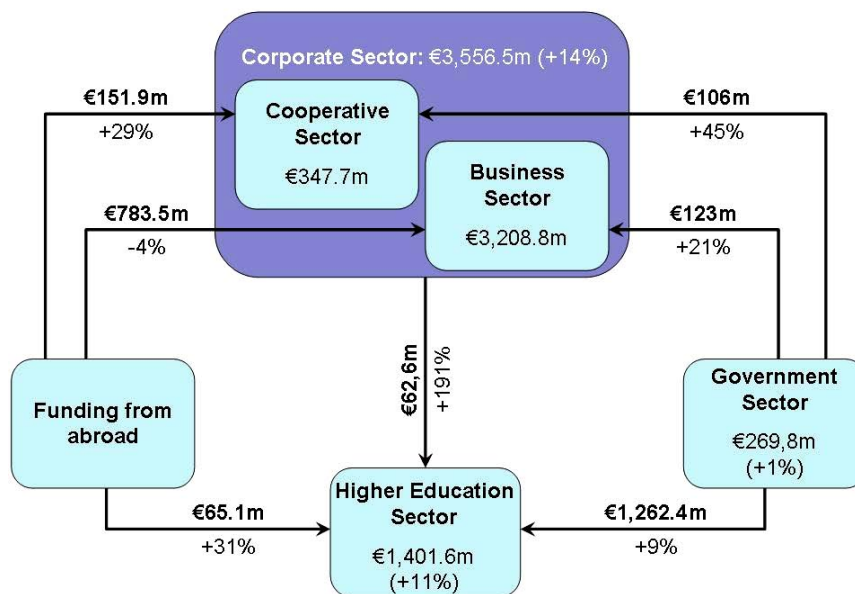 Corporate Sector: €3,556.5m (+14%)
€151.9m
+29%
Cooperative
Sector
€347.7m
€106m
+45%
Business
Sector
€3,208.8m
€783.5m
-4%
€123m
+21%
€62,6m
+191%
Funding from
abroad
Government
Sector
€269,8m
(+1%)
Higher Education
Sector
€1,401.6m
(+11%)
€65.1m
+31%
€1,262.4m
+9%